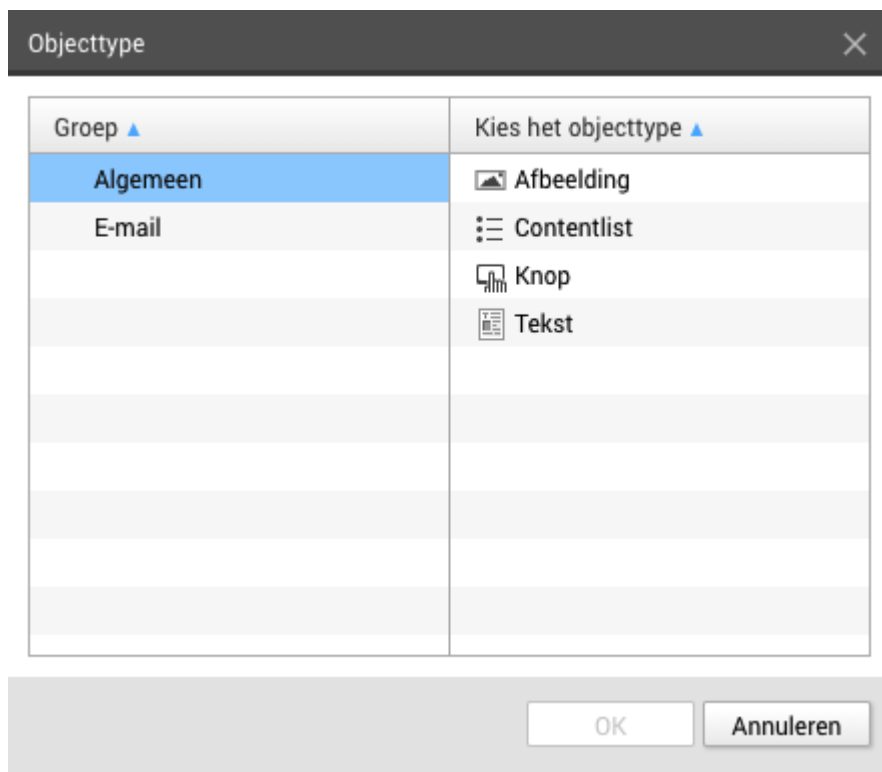 Objecttype
Groep
Kies het objecttype
Algemeen
Afbeelding
E-mail
Contentlist
Knop
Tekst
OK
Annuleren